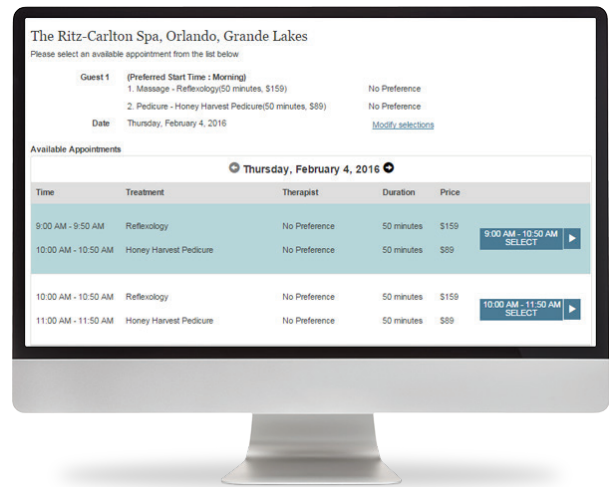 The Ritz-Carlton Spa, Orlando, Grande Lakes
Please select an available appointment from the list below
Guest 1 (Preferred Start Time : Morning)
1. Massage - Reflexology(50 minutes, $159) No Preference
2. Pedicure - Honey Harvest Pedicure(50 minutes, $89) No Preference
Date Thursday, February 4, 2016 Modify selections
Available Appointments
Thursday, February 4, 2016
Time Treatment Therapist Duration Price
9:00 AM - 9:50 AM Reflexology No Preference 50 minutes $159
9:00 AM - 10:50 AM
SELECT
10:00 AM - 10:50 AM Honey Harvest Pedicure No Preference 50 minutes $89
10:00 AM - 10:50 AM Reflexology No Preference 50 minutes $159
10:00 AM - 11:50 AM
SELECT
11:00 AM - 11:50 AM Honey Harvest Pedicure No Preference 50 minutes $89